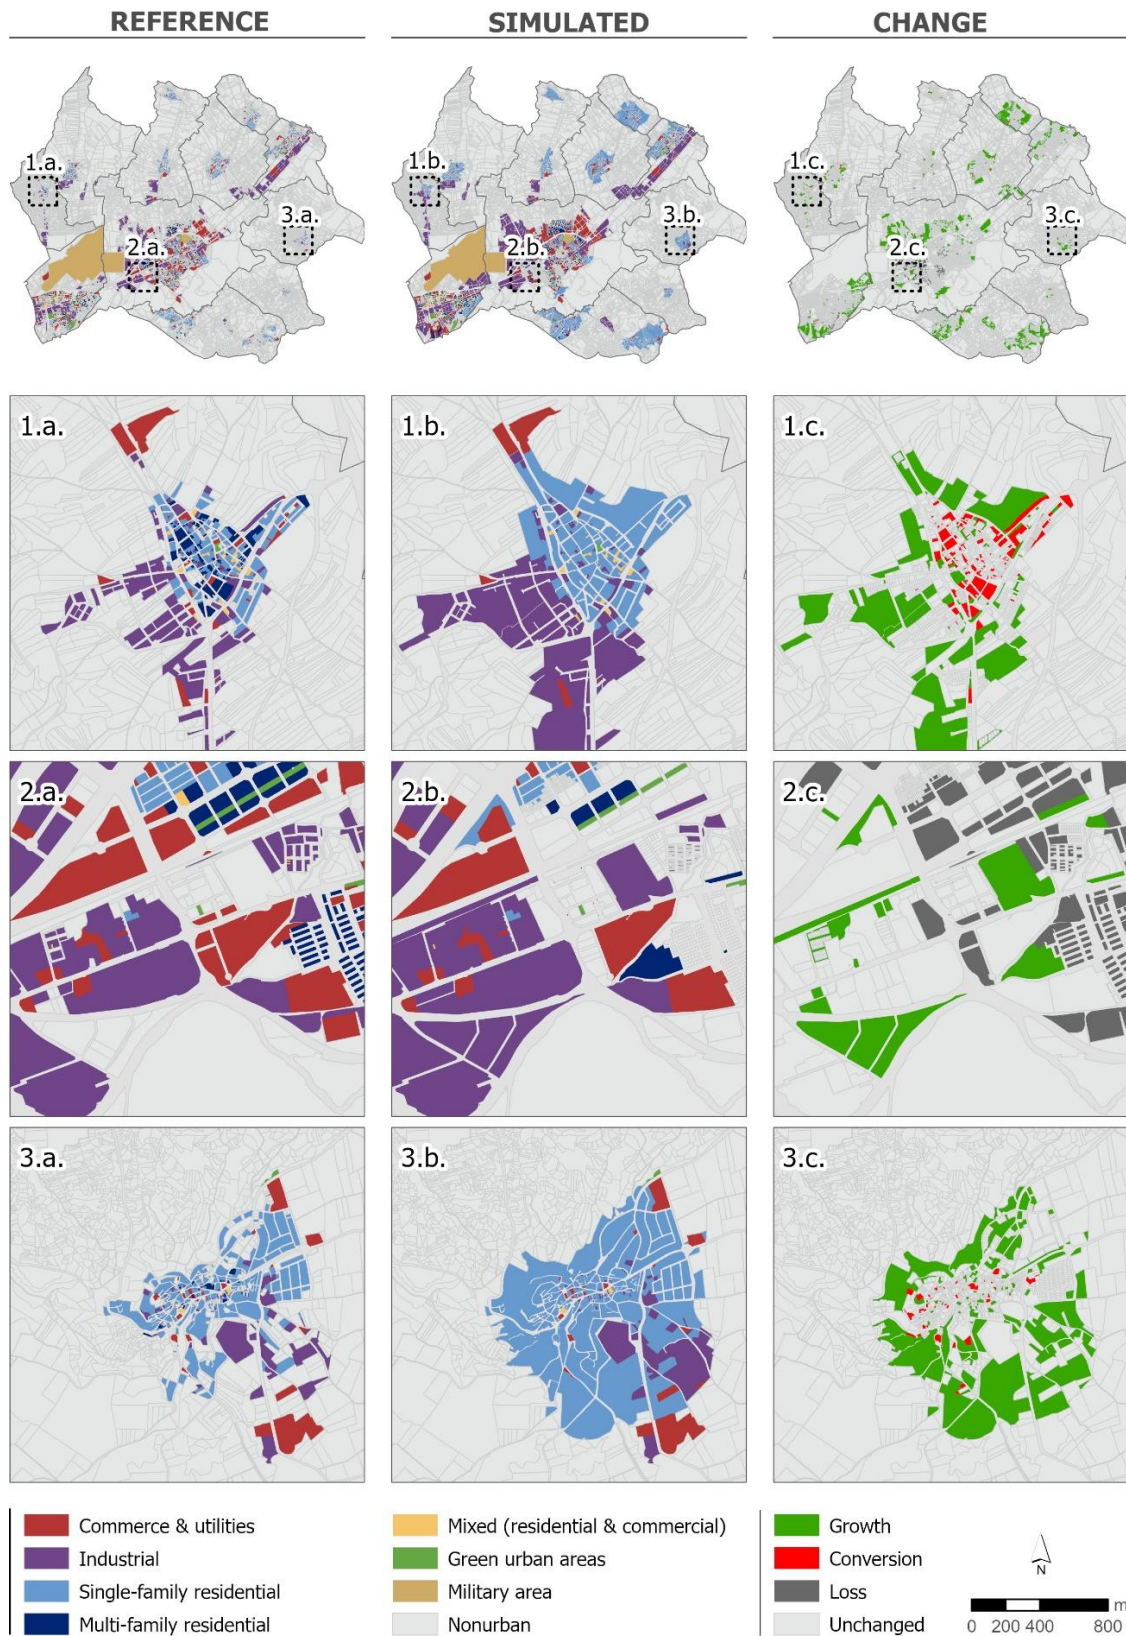 REFERENCE SIMULATED CHANGE
1.a. 1.b. 1.c.
3.a. 3.b. 3.c.
2.a. 2.b. 2.c.
1.a. 1.b. 1.c.
2.a. 2.b. 2.c.
3.a. 3.b. 3.c.
Commerce & utilities
Industrial
Single-family residential
Multi-family residential
Mixed (residential & commercial)
Green urban areas
Military area
Nonurban
Growth
Conversion
Loss
Unchanged
N
m
0 200 400 800